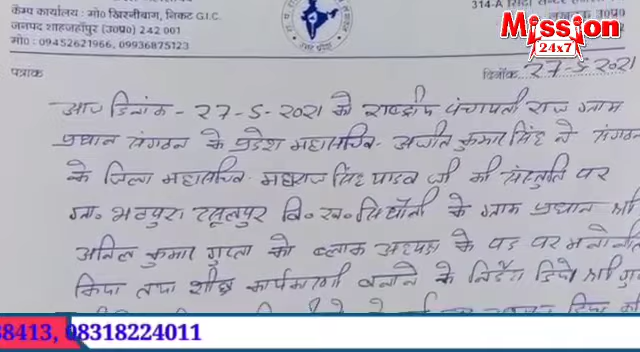 कैम्प कार्यालय : मो० खिरनीबाग, निकट G.I.C.
जनपद शाहजहाँपुर (उ०प्र०) 242 001
मो० : 09452621966, 09936875123
314-A
Mission
24x7
पत्रांक
दिनाँक 27-5-2021
आज दिनांक - 27-5-2021 को राष्ट्रीय पंचायती राज ग्राम
प्रधान संगठन के प्रदेश महासचिव अजीत कुमार सिंह ने संगठन
के जिला महासचिव महाराज सिंह यादव जी की संस्तुति पर
ग्रा० भटपुरा रसूलपुर वि० ख० सिधौली के ग्राम प्रधान श्री
अनिल कुमार गुप्ता को ब्लाक अध्यक्ष के पद पर मनोनीत
किया तथा शीघ्र कार्यकारणी बनाने के निर्देश दिये श्री
38413, 08318224011